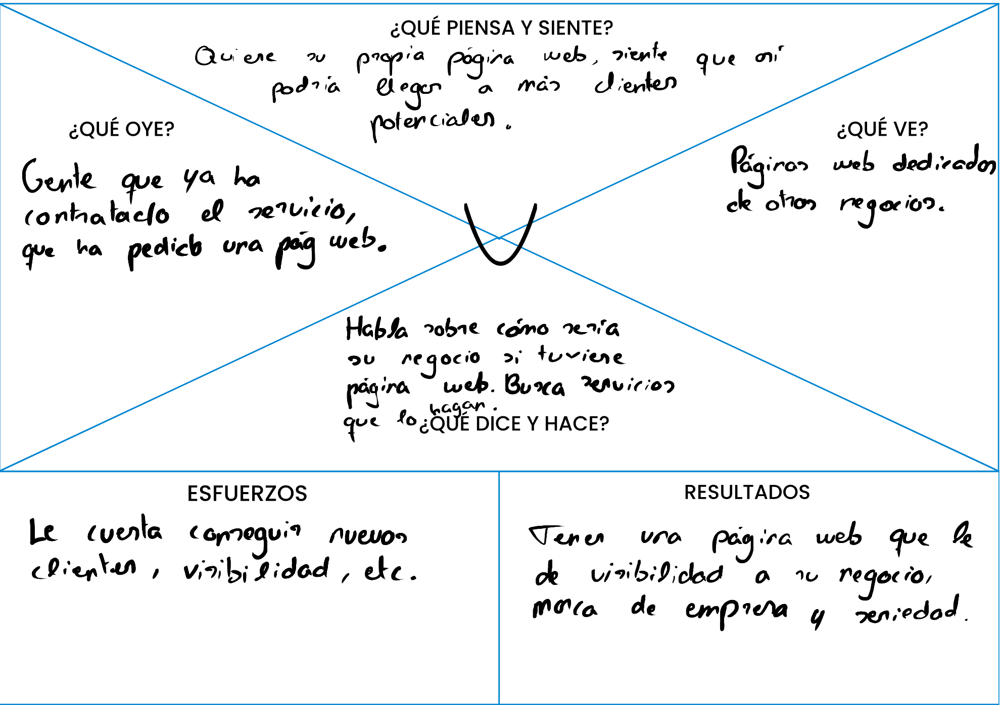 ¿QUÉ PIENSA Y SIENTE?
Quiere su propia página web, siente que así
podría llegar a más clientes
potenciales.
¿QUÉ OYE?
Gente que ya ha
contratado el servicio,
que ha pedido una pág web.
¿QUÉ VE?
Páginas web dedicadas
de otros negocios.
Habla sobre cómo sería
su negocio si tuviese
página web. Busca servicios
que lo hagan.
¿QUÉ DICE Y HACE?
ESFUERZOS
Le cuesta conseguir nuevos
clientes, visibilidad, etc.
RESULTADOS
Tener una página web que le
de visibilidad a su negocio,
marca de empresa y seriedad.